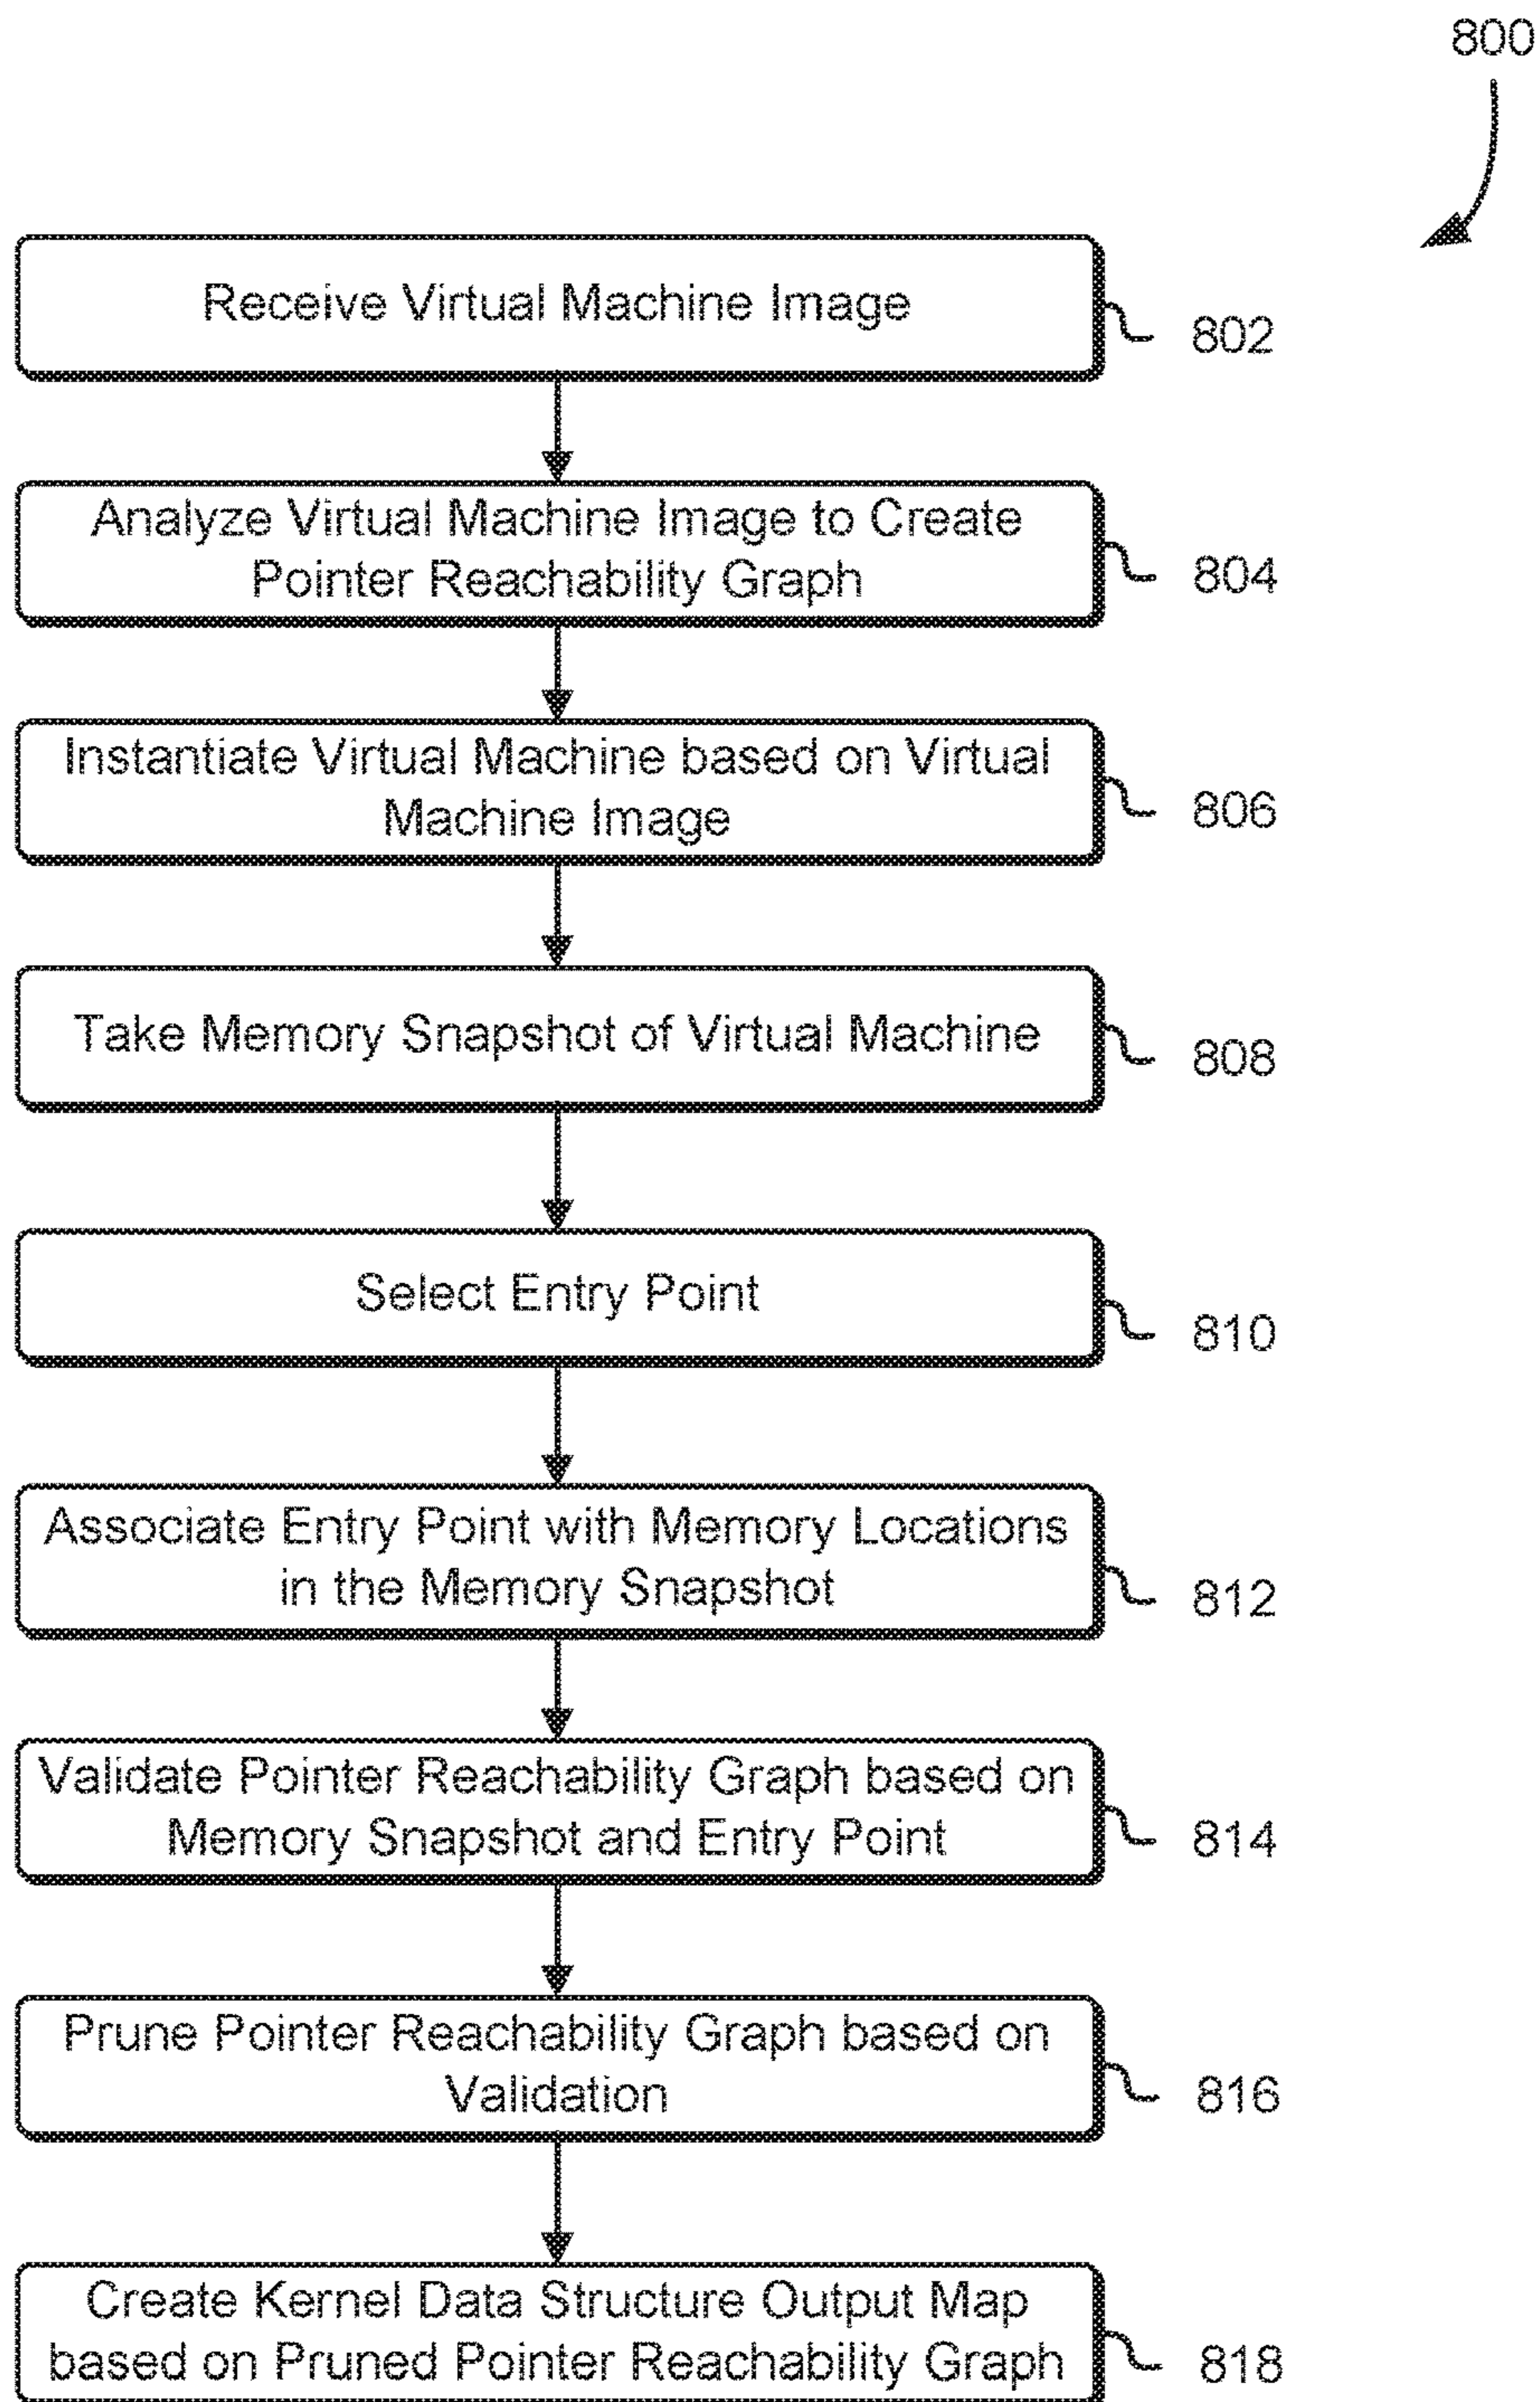 800
Receive Virtual Machine Image
802
Analyze Virtual Machine Image to Create
Pointer Reachability Graph
804
Instantiate Virtual Machine based on Virtual
Machine Image
806
Take Memory Snapshot of Virtual Machine
808
Select Entry Point
810
Associate Entry Point with Memory Locations
in the Memory Snapshot
812
Validate Pointer Reachability Graph based on
Memory Snapshot and Entry Point
814
Prune Pointer Reachability Graph based on
Validation
816
Create Kernel Data Structure Output Map
based on Pruned Pointer Reachability Graph
818